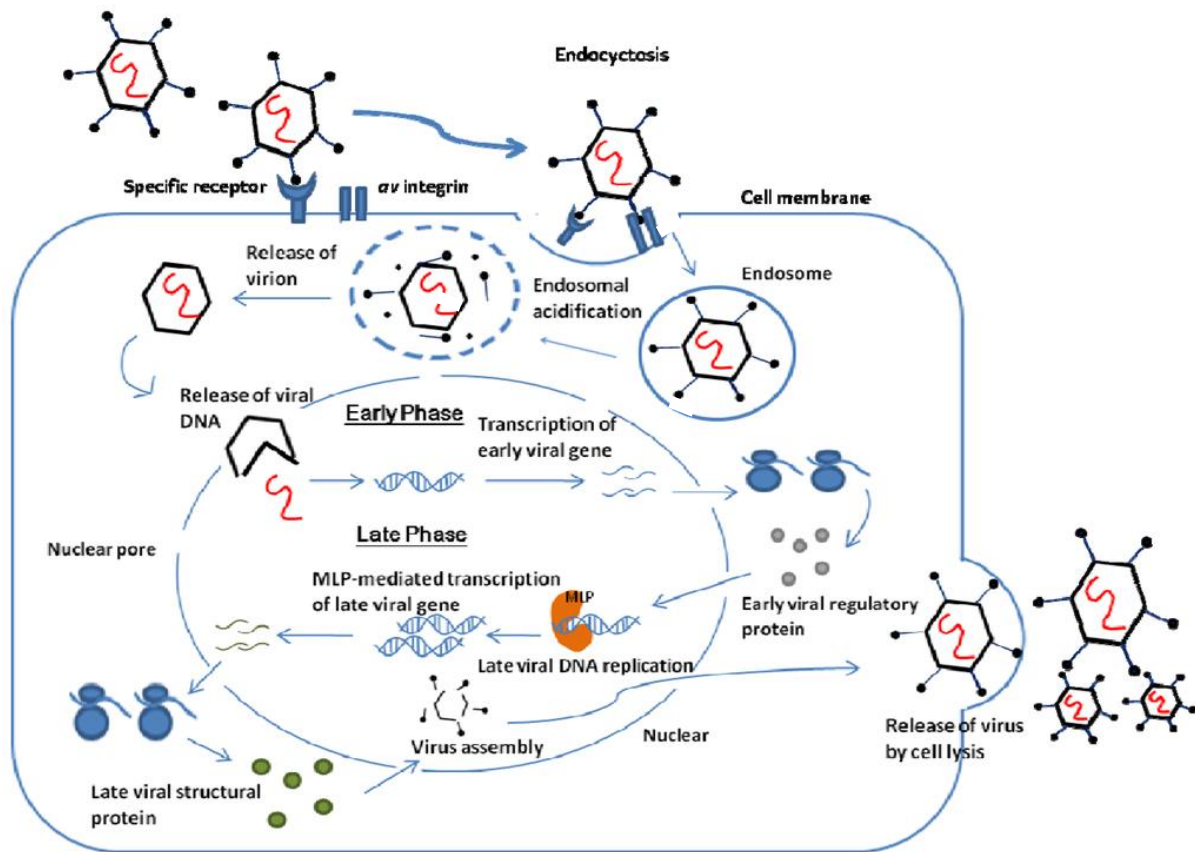 Endocyctosis
Specific receptor
αv integrin
Cell membrane
Release of
virion
Endosomal
acidification
Endosome
Release of viral
DNA
Early Phase
Transcription of
early viral gene
Nuclear pore
Late Phase
MLP-mediated transcription
of late viral gene
MLP
Early viral regulatory
protein
Late viral DNA replication
Virus assembly
Nuclear
Release of virus
by cell lysis
Late viral structural
protein